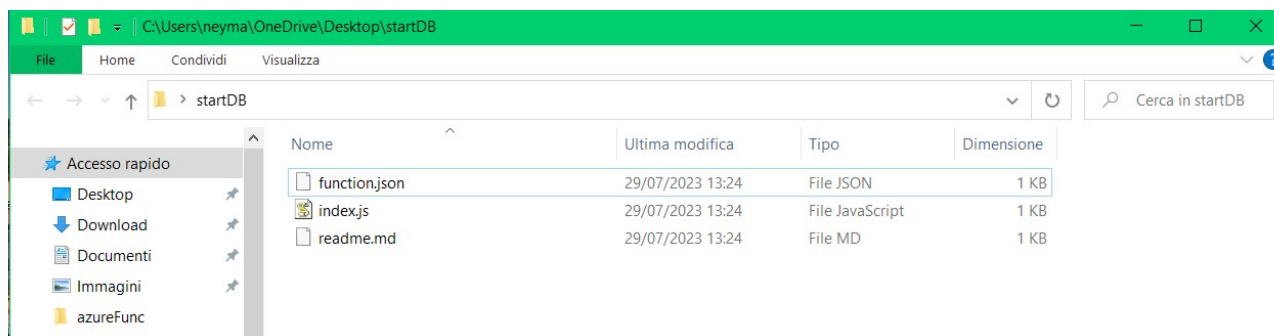 C:\Users\neyma\OneDrive\Desktop\startDB
File Home Condividi Visualizza
startDB Cerca in startDB
Nome Ultima modifica Tipo Dimensione
Accesso rapido
Desktop
Download
Documenti
Immagini
azureFunc
function.json 29/07/2023 13:24 File JSON 1 KB
index.js 29/07/2023 13:24 File JavaScript 1 KB
readme.md 29/07/2023 13:24 File MD 1 KB